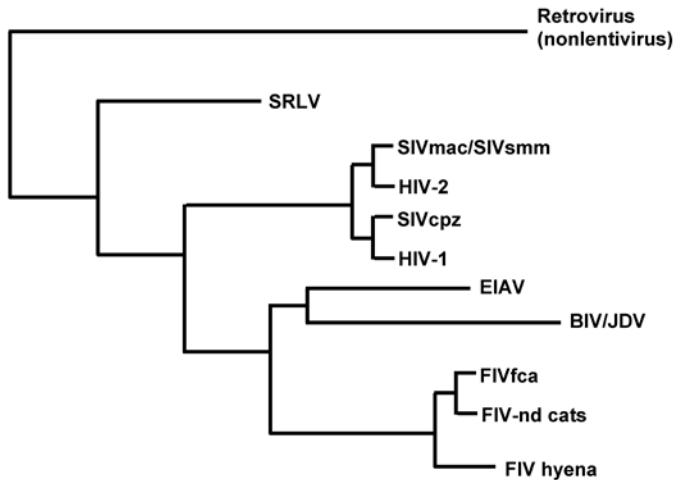 Retrovirus
(nonlentivirus)
SRLV
SIVmac/SIVsmm
HIV-2
SIVcpz
HIV-1
EIAV
BIV/JDV
FIVfca
FIV-nd cats
FIV hyena